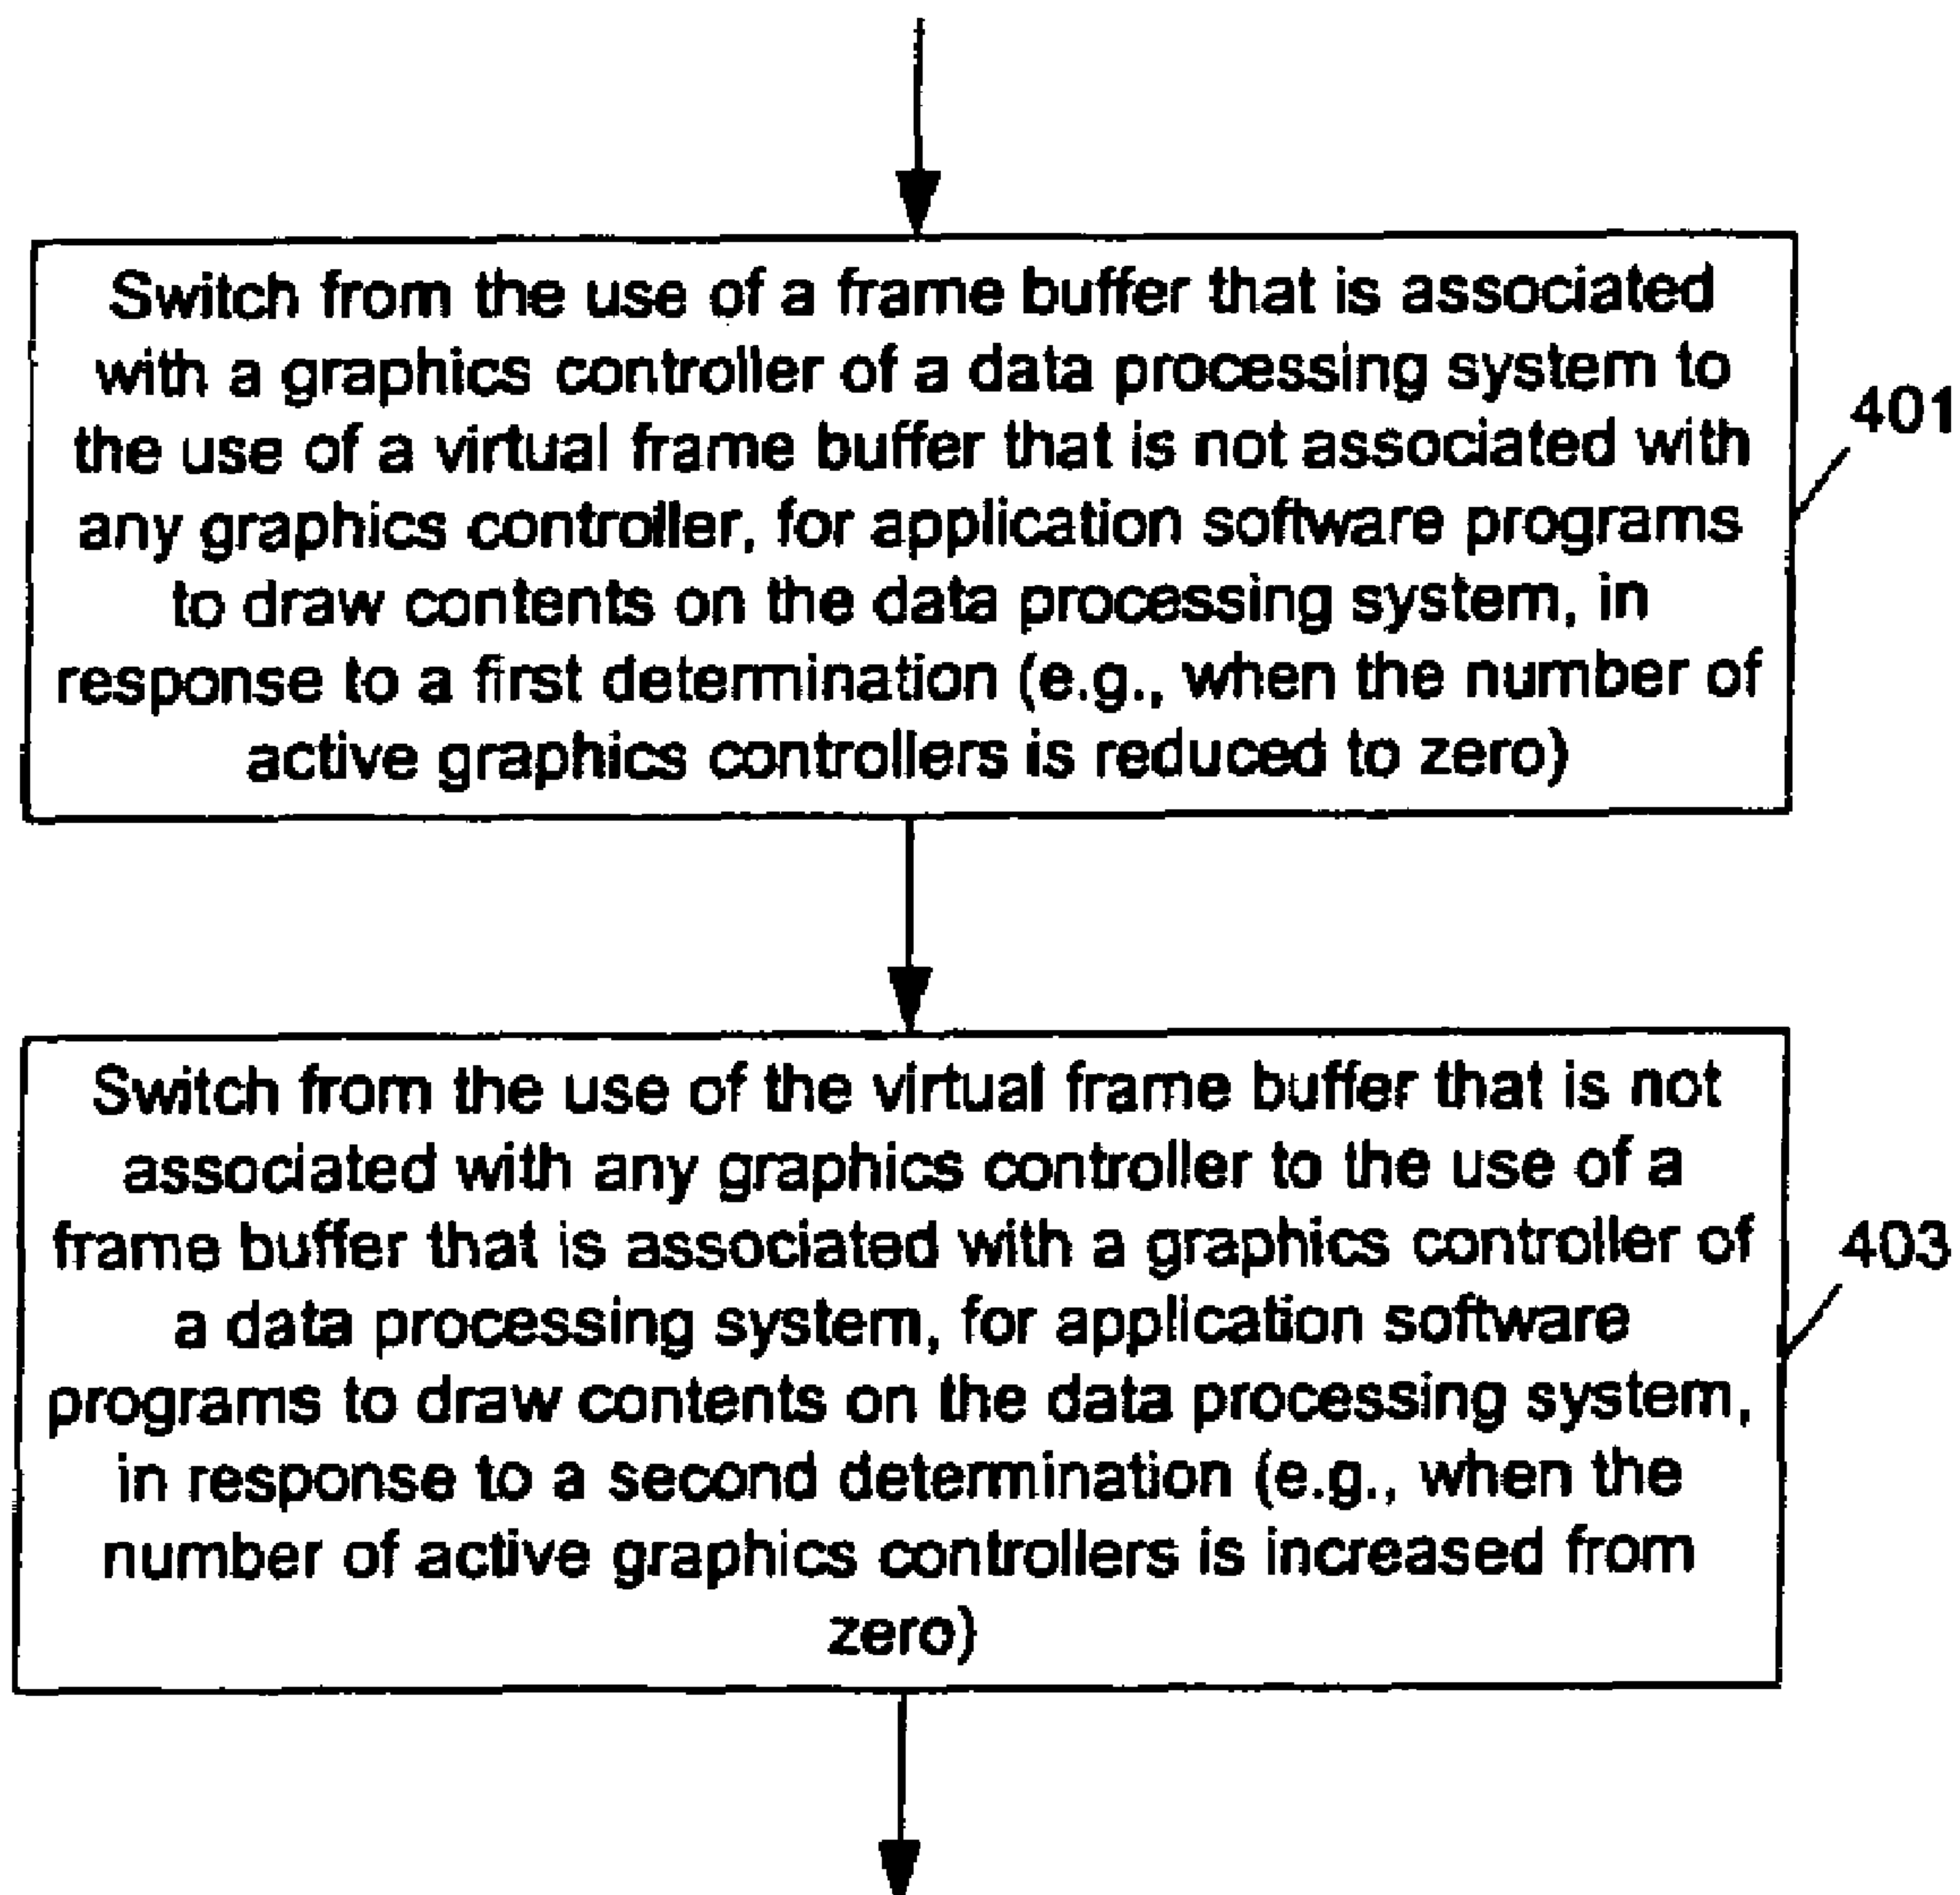 Switch from the use of a frame buffer that is associated
with a graphics controller of a data processing system to
the use of a virtual frame buffer that is not associated with
any graphics controller, for application software programs
to draw contents on the data processing system, in
response to a first determination (e.g., when the number of
active graphics controllers is reduced to zero)
401
Switch from the use of the virtual frame buffer that is not
associated with any graphics controller to the use of a
frame buffer that is associated with a graphics controller of
a data processing system, for application software
programs to draw contents on the data processing system,
in response to a second determination (e.g., when the
number of active graphics controllers is increased from
zero)
403